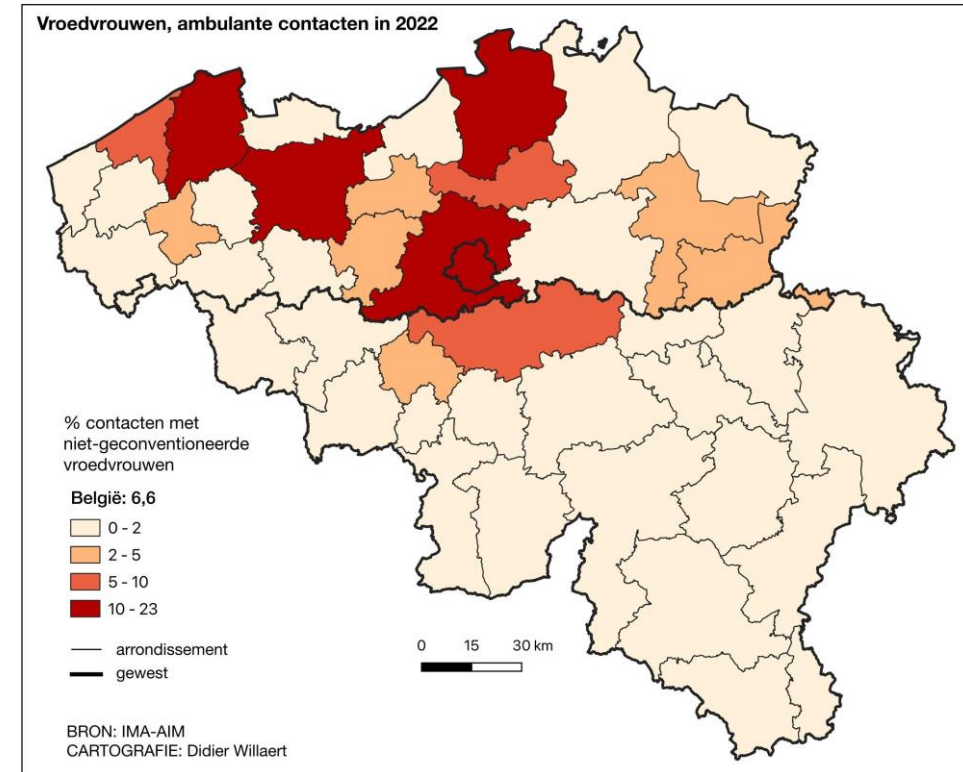 Vroedvrouwen, ambulante contacten in 2022
% contacten met
niet-geconventioneerde
vroedvrouwen
België: 6,6
0 - 2
2 - 5
5 - 10
10 - 23
arrondissement
gewest
0 15 30 km
BRON: IMA-AIM
CARTOGRAFIE: Didier Willaert